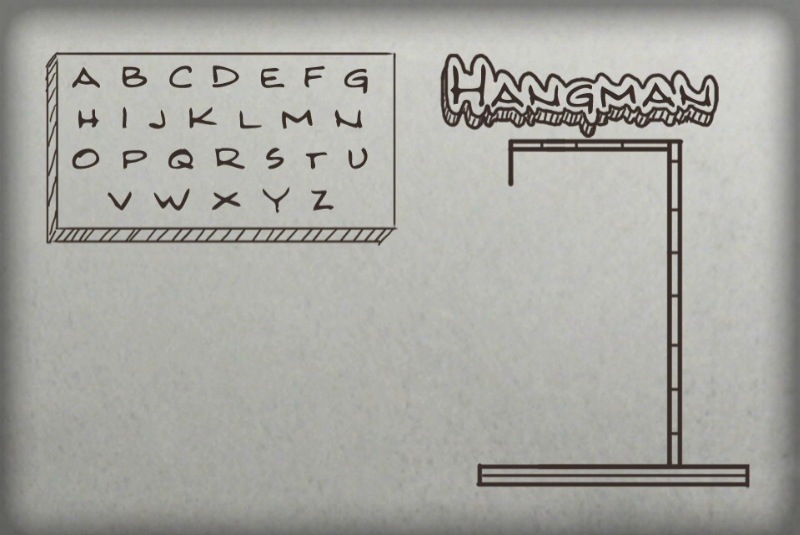 A B C D E F G
H I J K L M N
O P Q R S T U
V W X Y Z
HANGMAN